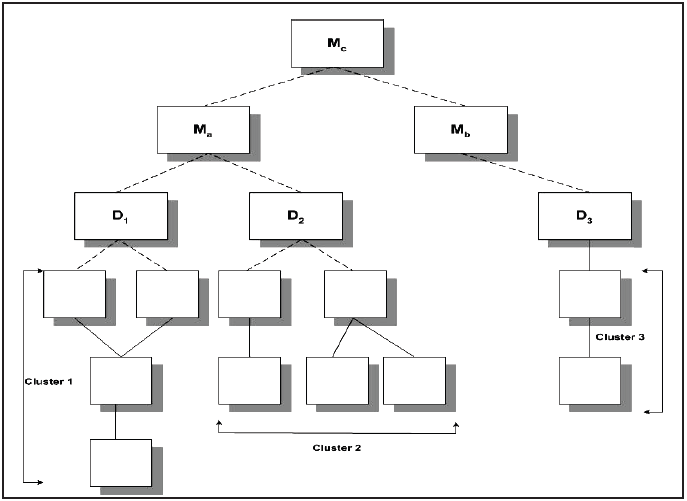 Mc
Ma
Mb
D1
D2
D3
Cluster 3
Cluster 1
Cluster 2